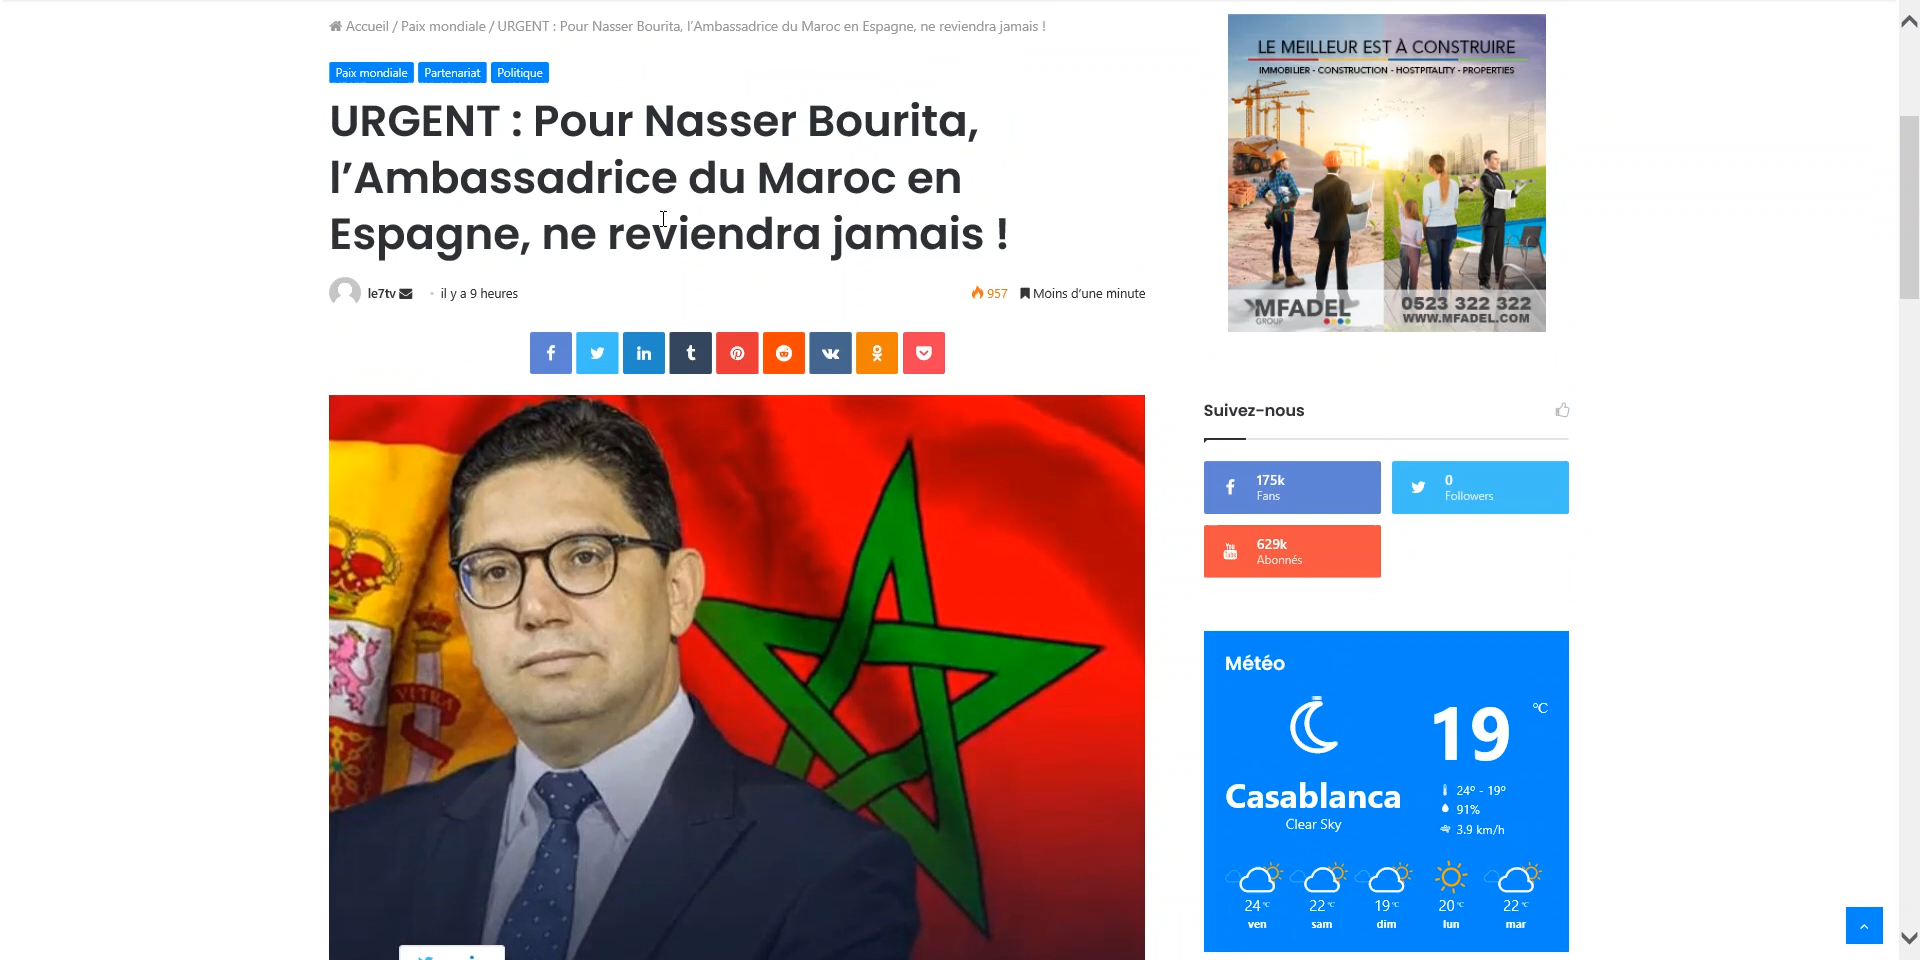 Accueil / Paix mondiale / URGENT : Pour Nasser Bourita, l’Ambassadrice du Maroc en Espagne, ne reviendra jamais !
Paix mondiale
Partenariat
Politique
URGENT : Pour Nasser Bourita,
l’Ambassadrice du Maroc en
Espagne, ne reviendra jamais !
le7tv
il y a 9 heures
957
Moins d’une minute
VITRA
LE MEILLEUR EST À CONSTRUIRE
IMMOBILIER - CONSTRUCTION - HOSTPITALITY - PROPERTIES
MFADEL
GROUP
0523 322 322
WWW.MFADEL.COM
Suivez-nous
175k
Fans
0
Followers
629k
Abonnés
Météo
19 °C
Casablanca
Clear Sky
24º - 19º
91%
3.9 km/h
24 °C
22 °C
19 °C
20 °C
22 °C
ven
sam
dim
lun
mar